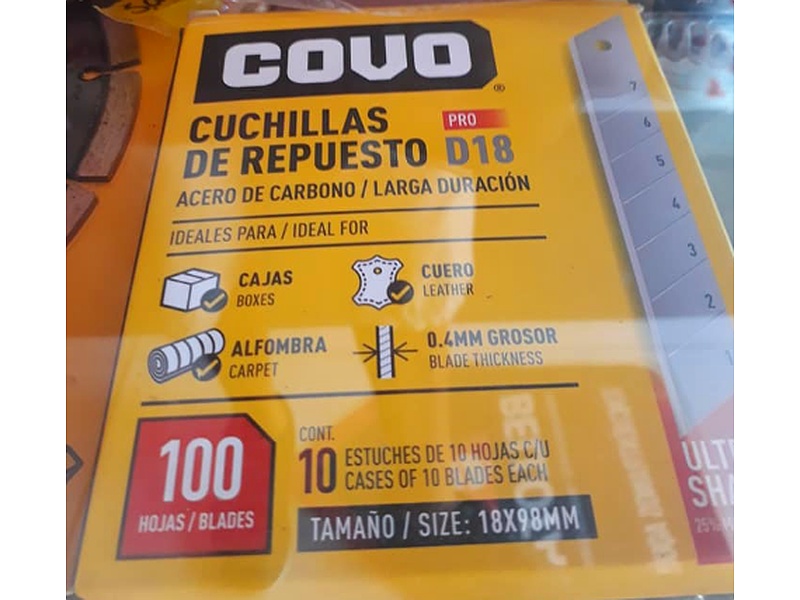 COVO
®
CUCHILLAS
DE REPUESTO
PRO
D18
ACERO DE CARBONO / LARGA DURACIÓN
IDEALES PARA / IDEAL FOR
CAJAS
BOXES
CUERO
LEATHER
ALFOMBRA
CARPET
0.4MM GROSOR
BLADE THICKNESS
100
HOJAS / BLADES
CONT.
10
ESTUCHES DE 10 HOJAS C/U
CASES OF 10 BLADES EACH
TAMAÑO / SIZE: 18X98MM
7
6
5
4
3
2
1